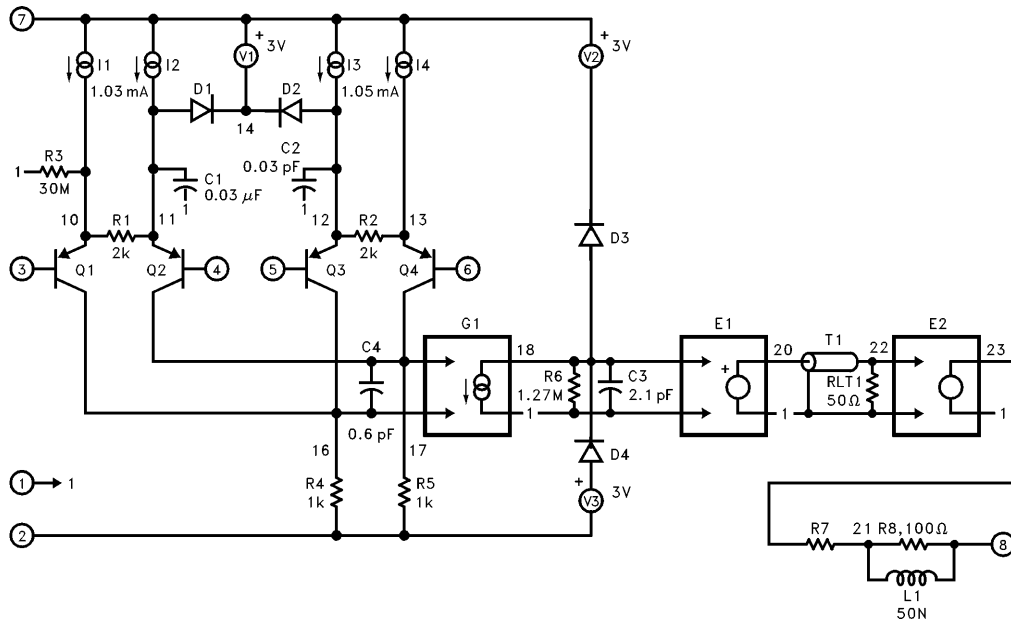 7
I1
I2
V1
+
3V
I3
I4
V2
+
3V
1.03 mA
D1
D2
1.05 mA
14
R3
1
30M
C1
0.03 μF
1
C2
0.03 pF
1
10
R1
11
12
R2
13
2k
2k
D3
3
Q1
Q2
4
5
Q3
Q4
6
C4
0.6 pF
G1
18
1
R6
1.27M
C3
2.1 pF
E1
+
20
1
T1
22
RLT1
50Ω
E2
23
1
16
17
D4
+
V3
3V
1
1
R4
1k
R5
1k
2
R7
21
R8,100Ω
8
L1
50N